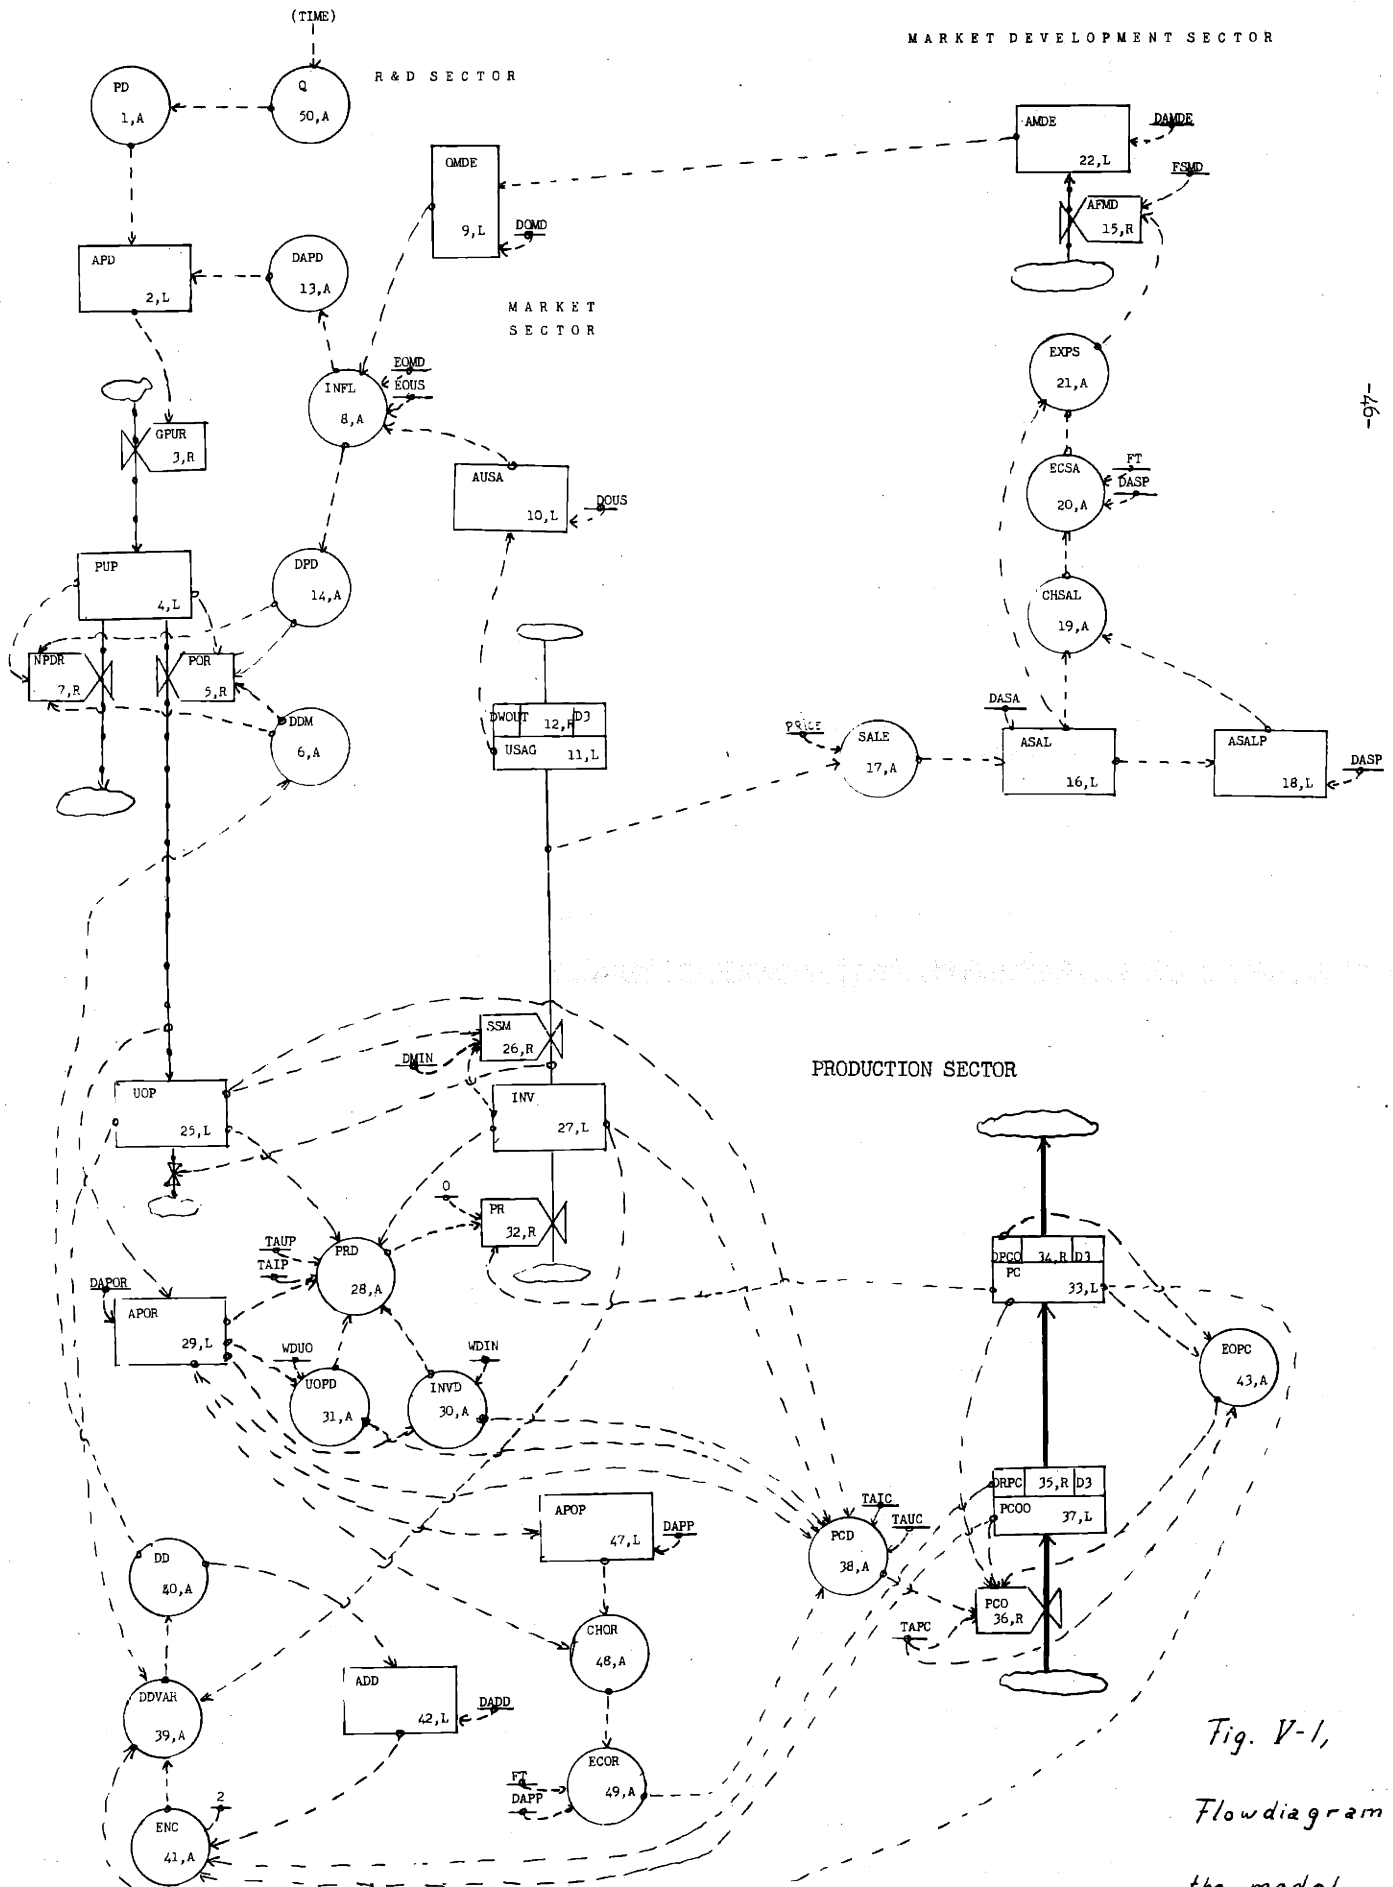 (TIME)
MARKET DEVELOPMENT SECTOR
R&D SECTOR
PD
1,A
Q
50,A
OMDE
9,L
DOMD
AMDE
22,L
DAMDE
FSMD
AFMD
15,R
-46-
APD
2,L
DAPD
13,A
MARKET
SECTOR
EXPS
21,A
INFL
8,A
EOMD
EOUS
GPUR
3,R
AUSA
10,L
DOUS
ECSA
20,A
FT
DASP
PUP
4,L
DPD
14,A
CHSAL
19,A
NPDR
7,R
POR
5,R
DDM
6,A
DWOUT
12,R
D3
USAG
11,L
PRICE
SALE
17,A
DASA
ASAL
16,L
ASALP
18,L
DASP
SSM
26,R
DMIN
PRODUCTION SECTOR
UOP
25,L
INV
27,L
0
PR
32,R
TAUP
TAIP
PRD
28,A
DPCO
34,R
D3
PC
33,L
DAPOR
APOR
29,L
WDUO
WDIN
UOPD
31,A
INVD
30,A
EOPC
43,A
DRPC
35,R
D3
PCOO
37,L
APOP
47,L
DAPP
TAIC
TAUC
PCD
38,A
DD
40,A
PCO
36,R
TAPC
CHOR
48,A
DDVAR
39,A
ADD
42,L
DADD
ECOR
49,A
FT
DAPP
ENC
41,A
2
Fig. V-1,
Flowdiagram
the model